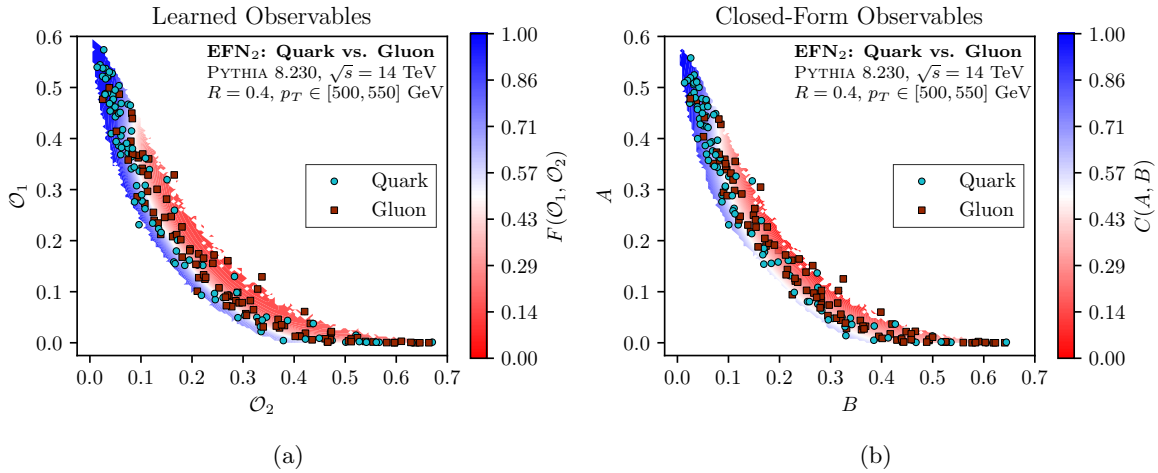 Learned Observables
EFN₂: Quark vs. Gluon
PYTHIA 8.230, √s = 14 TeV
R = 0.4, p_T ∈ [500, 550] GeV
Quark
Gluon
0.6
0.5
0.4
0.3
0.2
0.1
0.0
𝒪₁
0.0 0.1 0.2 0.3 0.4 0.5 0.6 0.7
𝒪₂
1.00
0.86
0.71
0.57
0.43
0.29
0.14
0.00
F(𝒪₁, 𝒪₂)
(a)
Closed-Form Observables
EFN₂: Quark vs. Gluon
PYTHIA 8.230, √s = 14 TeV
R = 0.4, p_T ∈ [500, 550] GeV
Quark
Gluon
0.6
0.5
0.4
0.3
0.2
0.1
0.0
A
0.0 0.1 0.2 0.3 0.4 0.5 0.6 0.7
B
1.00
0.86
0.71
0.57
0.43
0.29
0.14
0.00
C(A, B)
(b)